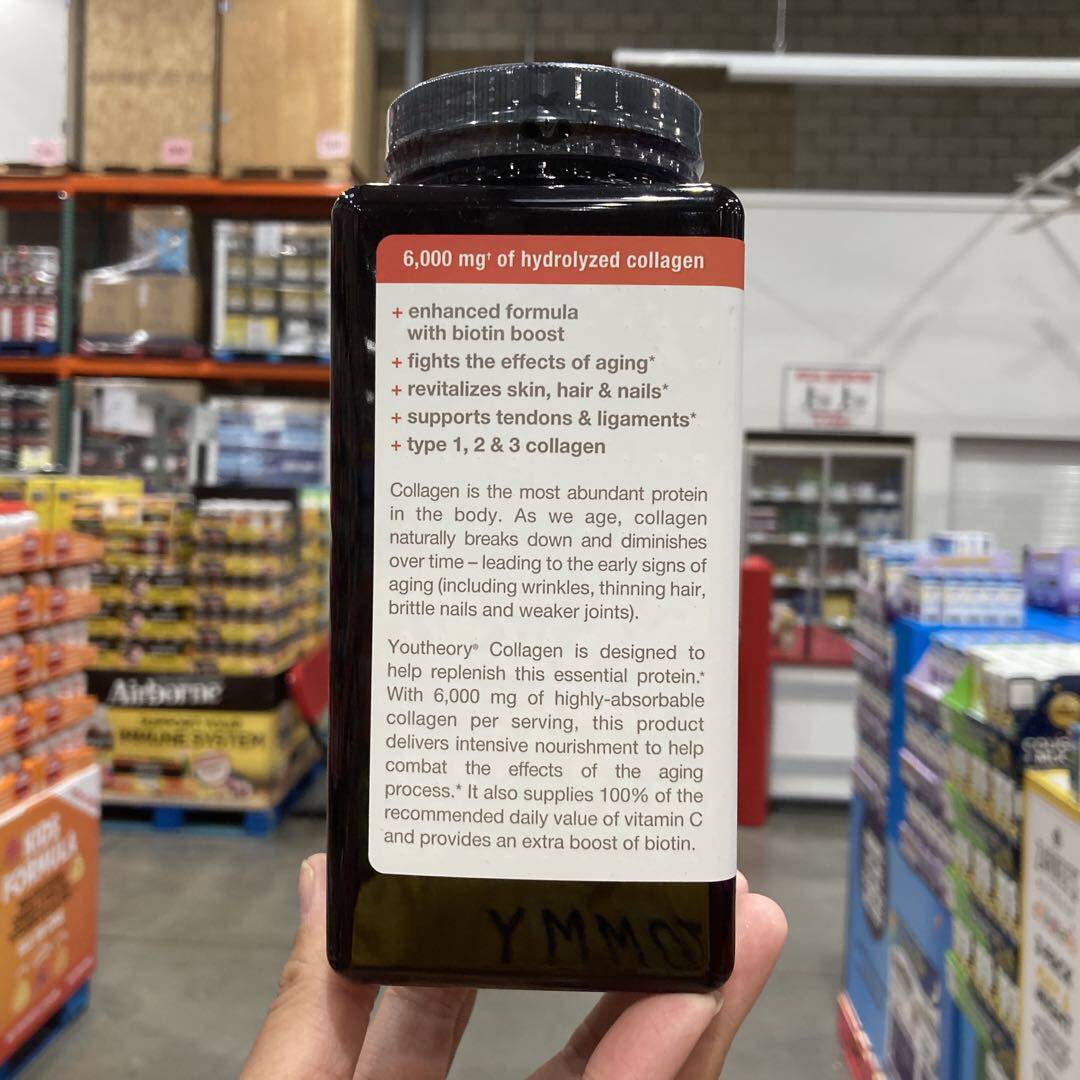 6,000 mg† of hydrolyzed collagen
+ enhanced formula
with biotin boost
+ fights the effects of aging*
+ revitalizes skin, hair & nails*
+ supports tendons & ligaments*
+ type 1, 2 & 3 collagen
Collagen is the most abundant protein
in the body. As we age, collagen
naturally breaks down and diminishes
over time – leading to the early signs of
aging (including wrinkles, thinning hair,
brittle nails and weaker joints).
Youtheory® Collagen is designed to
help replenish this essential protein.*
With 6,000 mg of highly-absorbable
collagen per serving, this product
delivers intensive nourishment to help
combat the effects of the aging
process.* It also supplies 100% of the
recommended daily value of vitamin C
and provides an extra boost of biotin.
Airborne
SUPPORT YOUR
IMMUNE SYSTEM
KIDS
FORMULA